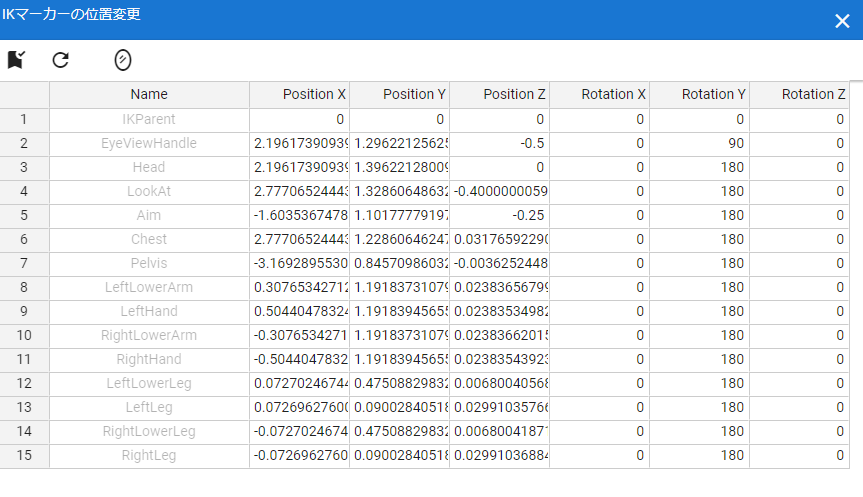 IKマーカーの位置変更
Name Position X Position Y Position Z Rotation X Rotation Y Rotation Z
1 IKParent 0 0 0 0 0 0
2 EyeViewHandle 2.19617390939 1.29622125625 -0.5 0 90 0
3 Head 2.19617390939 1.39622128009 0 0 180 0
4 LookAt 2.77706524443 1.32860648632 -0.4000000059 0 180 0
5 Aim -1.6035367478 1.10177779197 -0.25 0 180 0
6 Chest 2.77706524443 1.22860646247 0.03176592290 0 180 0
7 Pelvis -3.1692895530 0.84570986032 -0.0036252448 0 180 0
8 LeftLowerArm 0.30765342712 1.19183731079 0.02383656799 0 180 0
9 LeftHand 0.50440478324 1.19183945655 0.02383534982 0 180 0
10 RightLowerArm -0.3076534271 1.19183731079 0.02383662015 0 180 0
11 RightHand -0.5044047832 1.19183945655 0.02383543923 0 180 0
12 LeftLowerLeg 0.07270246744 0.47508829832 0.00680040568 0 180 0
13 LeftLeg 0.07269627600 0.09002840518 0.02991035766 0 180 0
14 RightLowerLeg -0.0727024674 0.47508829832 0.00680041871 0 180 0
15 RightLeg -0.0726962760 0.09002840518 0.02991036884 0 180 0